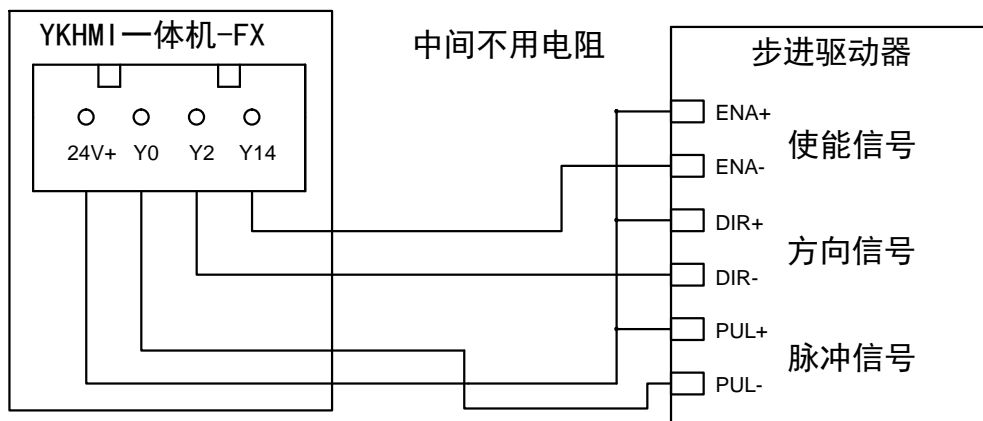 YKHMI一体机-FX
中间不用电阻
步进驱动器
24V+ Y0 Y2 Y14
ENA+
使能信号
ENA-
DIR+
方向信号
DIR-
PUL+
脉冲信号
PUL-